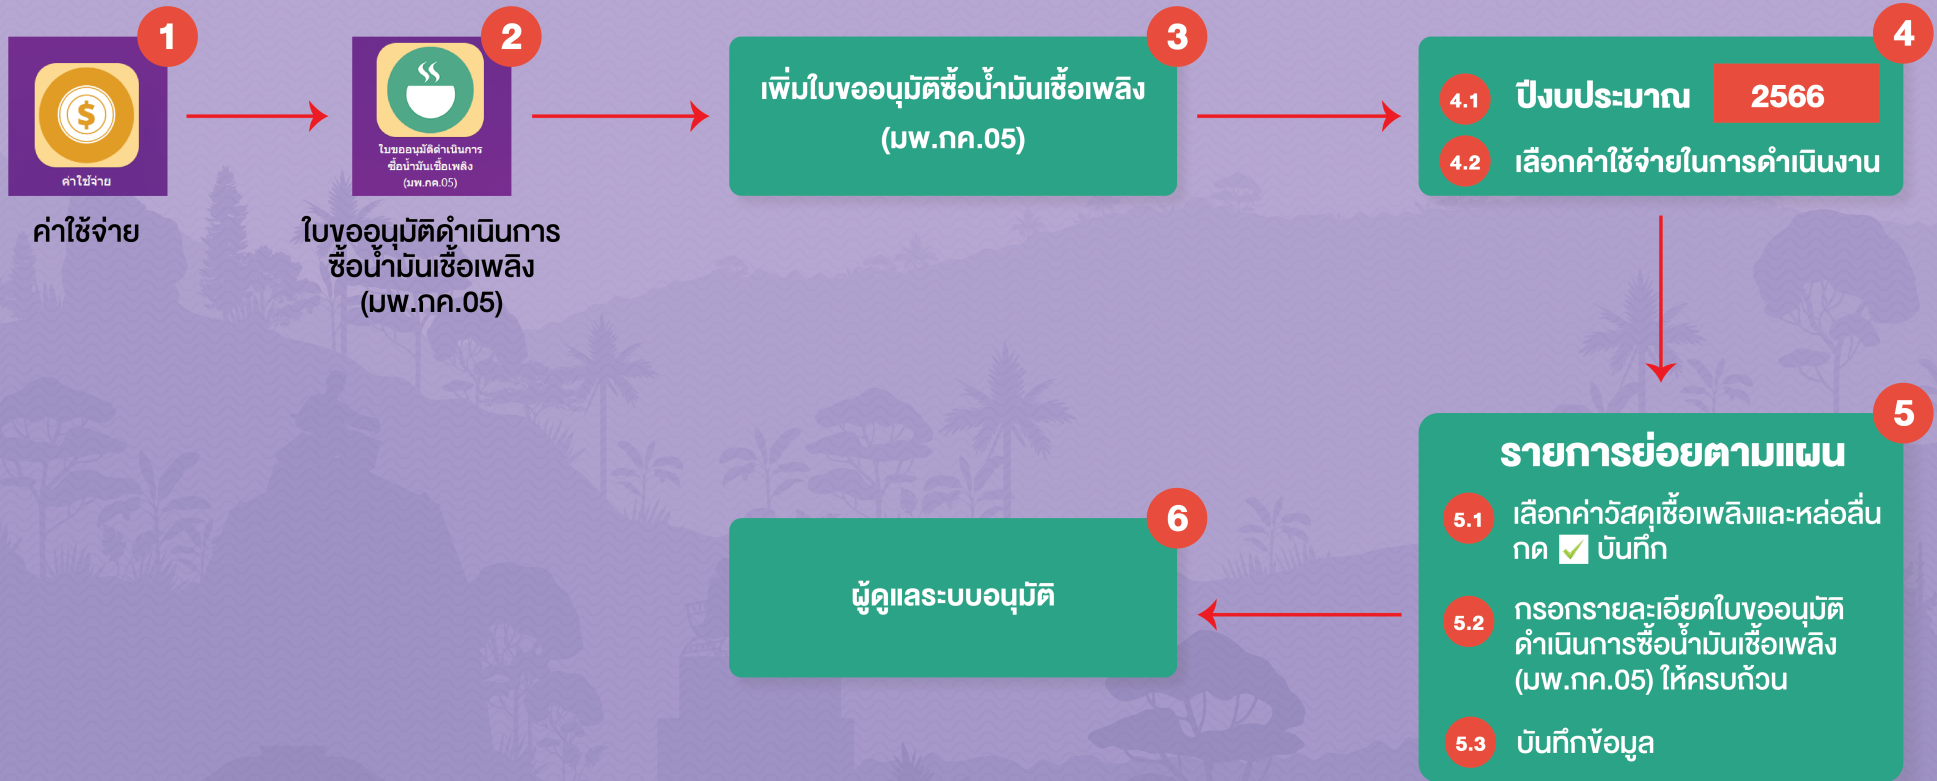 1
ค่าใช้จ่าย
ค่าใช้จ่าย
2
ใบขออนุมัติดำเนินการ
ซื้อน้ำมันเชื้อเพลิง
(มพ.กค.05)
ใบขออนุมัติดำเนินการ
ซื้อน้ำมันเชื้อเพลิง
(มพ.กค.05)
3
เพิ่มใบขออนุมัติซื้อน้ำมันเชื้อเพลิง
(มพ.กค.05)
4
4.1 ปีงบประมาณ 2566
4.2 เลือกค่าใช้จ่ายในการดำเนินงาน
5
รายการย่อยตามแผน
5.1 เลือกค่าวัสดุเชื้อเพลิงและหล่อลื่น
กด ✓ บันทึก
5.2 กรอกรายละเอียดใบขออนุมัติ
ดำเนินการซื้อน้ำมันเชื้อเพลิง
(มพ.กค.05) ให้ครบถ้วน
5.3 บันทึกข้อมูล
6
ผู้ดูแลระบบอนุมัติ